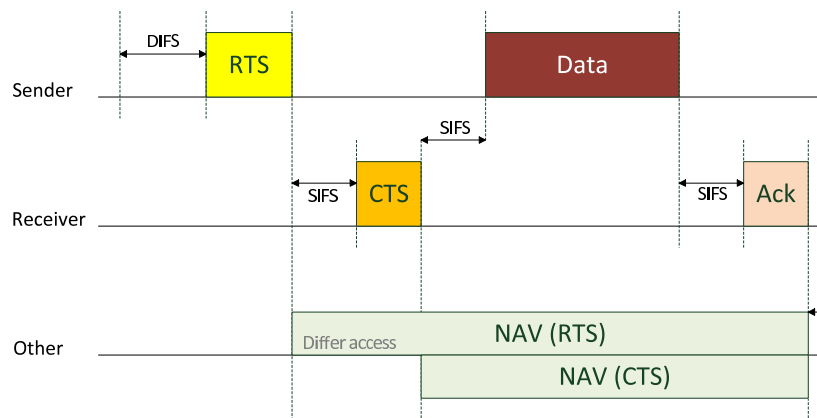 DIFS
RTS
Data
Sender
SIFS
SIFS
CTS
SIFS
Ack
Receiver
NAV (RTS)
Differ access
Other
NAV (CTS)